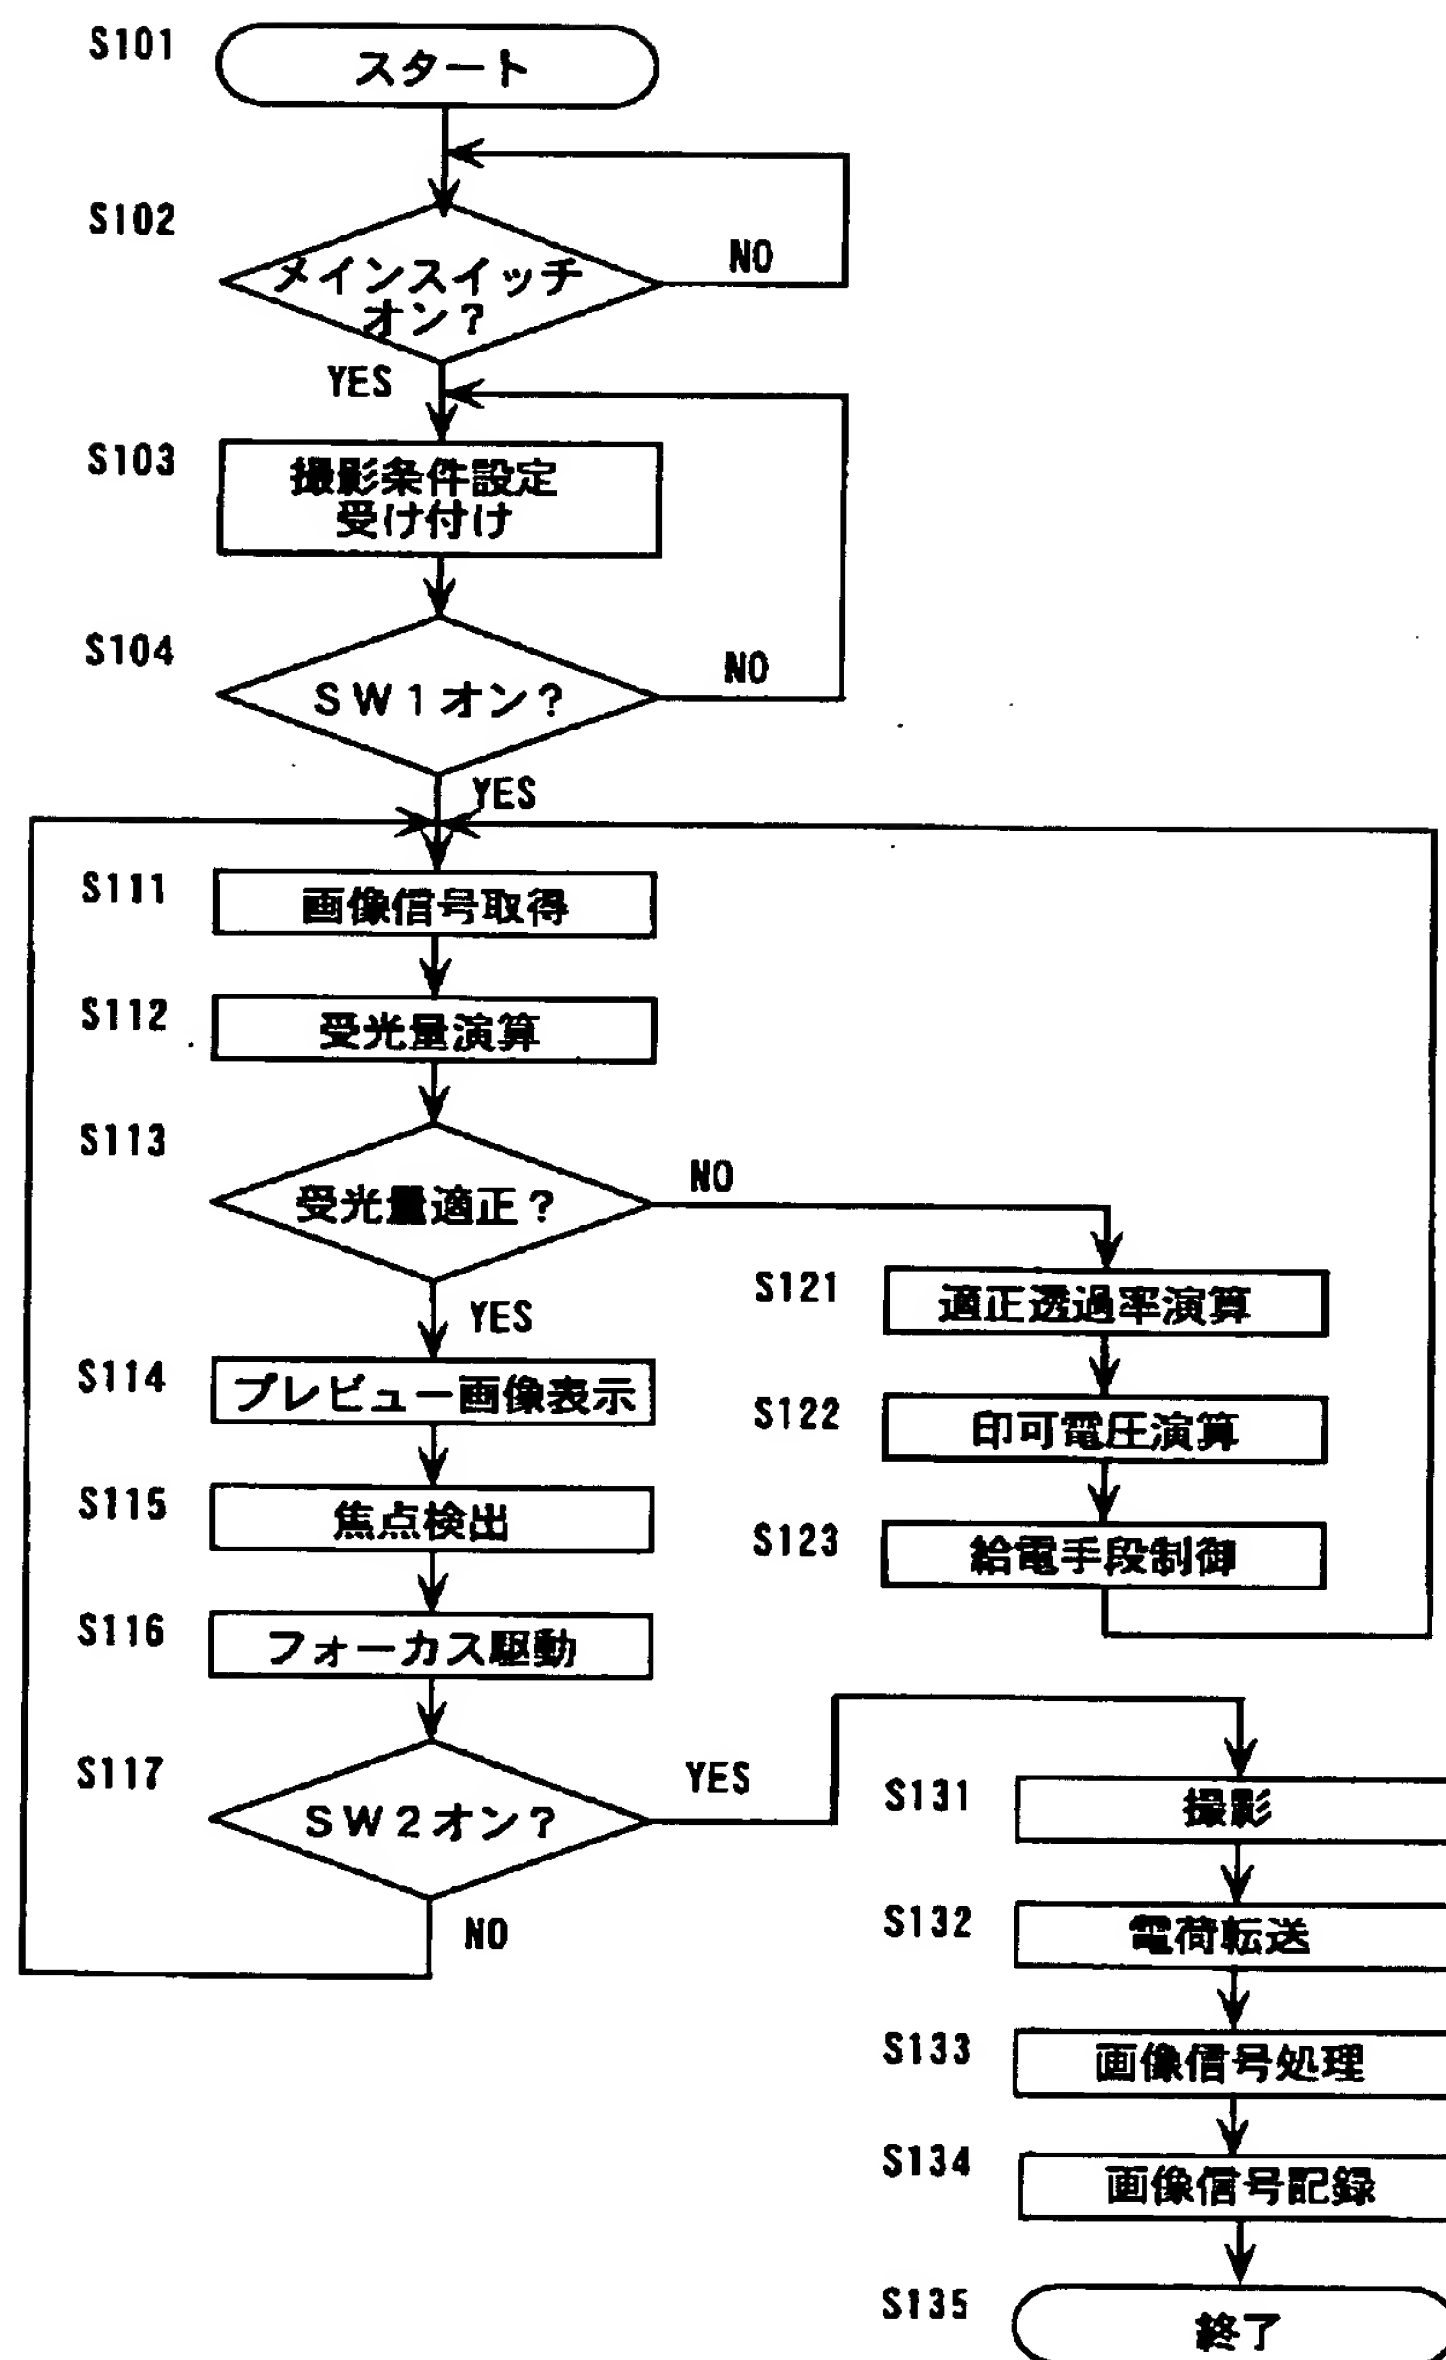 S101
スタート
S102
メインスイッチ
オン?
NO
YES
S103
撮影条件設定
受け付け
S104
SW1オン?
NO
YES
S111
画像信号取得
S112
受光量演算
S113
受光量適正?
NO
YES
S114
プレビュー画像表示
S115
焦点検出
S116
フォーカス駆動
S117
SW2オン?
YES
NO
S121
適正透過率演算
S122
印可電圧演算
S123
給電手段制御
S131
撮影
S132
電荷転送
S133
画像信号処理
S134
画像信号記録
S135
終了